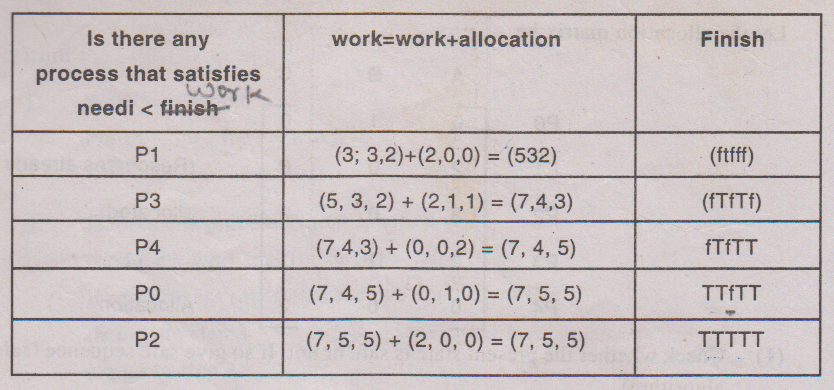 Is there any
process that satisfies
needi < finish work
work=work+allocation
Finish
P1
(3; 3,2)+(2,0,0) = (532)
(ftfff)
P3
(5, 3, 2) + (2,1,1) = (7,4,3)
(fTfTf)
P4
(7,4,3) + (0, 0,2) = (7, 4, 5)
fTfTT
P0
(7, 4, 5) + (0, 1,0) = (7, 5, 5)
TTfTT
P2
(7, 5, 5) + (2, 0, 0) = (7, 5,5)
TTTTT